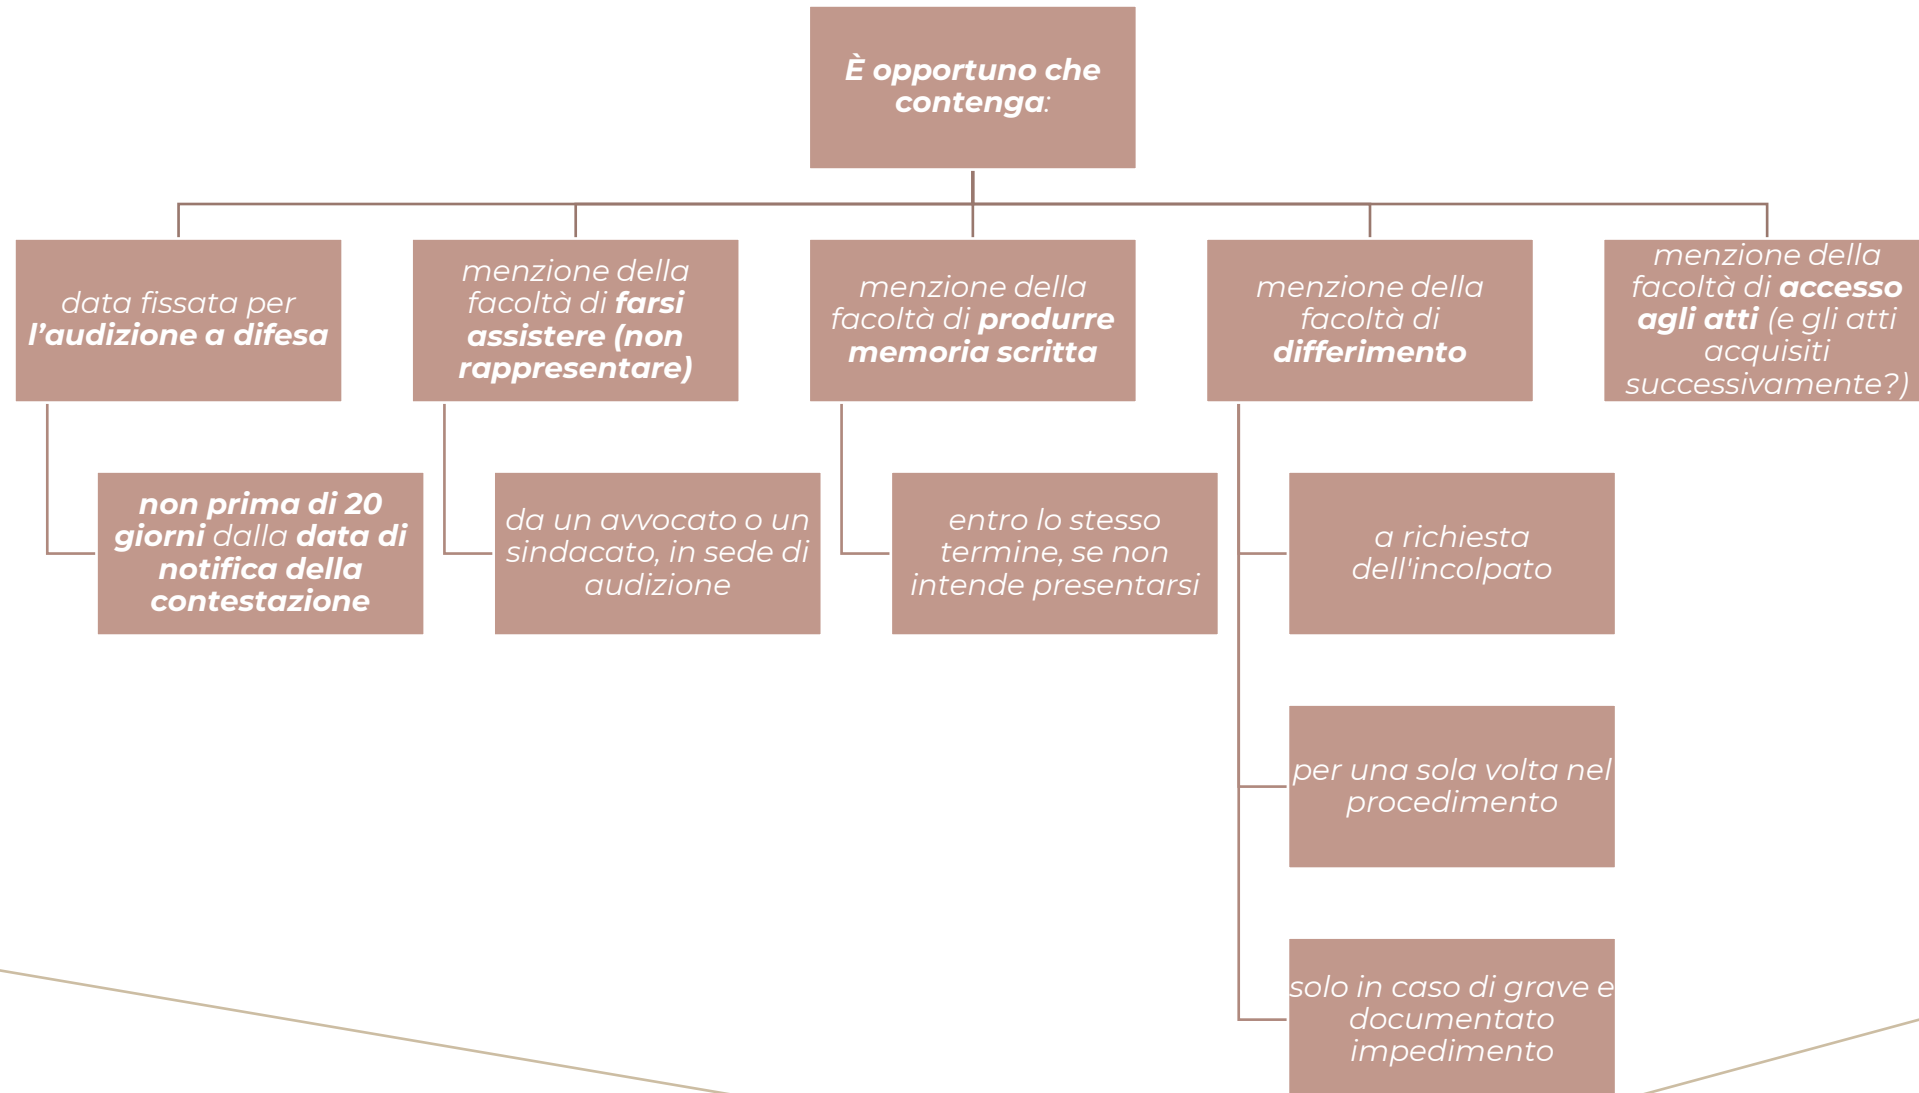 È opportuno che
contenga:
data fissata per
l’audizione a difesa
non prima di 20
giorni dalla data di
notifica della
contestazione
menzione della
facoltà di farsi
assistere (non
rappresentare)
da un avvocato o un
sindacato, in sede di
audizione
menzione della
facoltà di produrre
memoria scritta
entro lo stesso
termine, se non
intende presentarsi
menzione della
facoltà di
differimento
a richiesta
dell'incolpato
per una sola volta nel
procedimento
solo in caso di grave e
documentato
impedimento
menzione della
facoltà di accesso
agli atti (e gli atti
acquisiti
successivamente?)